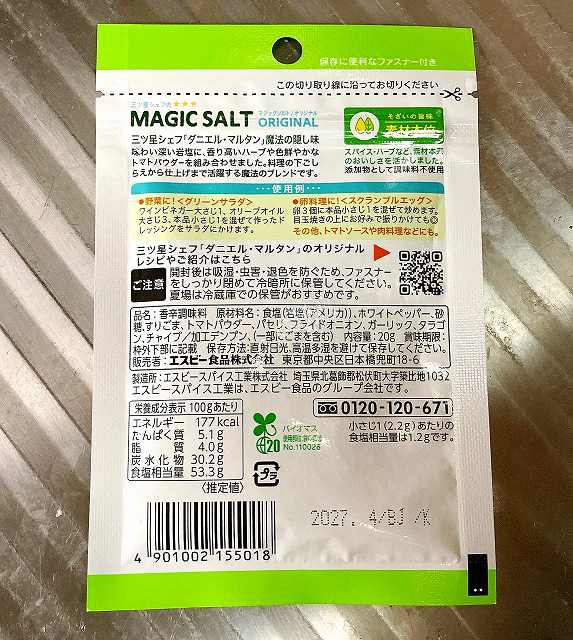 保存に便利なファスナー付き
この切り取り線に沿ってお切りください
三ツ星シェフの★★★
MAGIC SALT
マジックソルト/オリジナル
ORIGINAL
三ツ星シェフ「ダニエル・マルタン」魔法の隠し味
味わい深い岩塩に、香り高いハーブや色鮮やかな
トマトパウダーを組み合わせました。料理の下ごし
らえから仕上げまで活躍する魔法のブレンドです。
そざいの旨味
素材本位
スパイス・ハーブなど、素材本来
のおいしさを活かしました。
添加物として調味料不使用
・・・使用例・・・
●野菜に!<グリーンサラダ>
ワインビネガー大さじ1、オリーブオイル
大さじ3、本品小さじ1を混ぜて作ったド
レッシングをサラダにかけます。
●卵料理に!<スクランブルエッグ>
卵3個に本品小さじ1を混ぜて炒めます。
目玉焼きの上にお好みで振りかけても◎
その他、トマトソースや肉料理などにも。
三ツ星シェフ「ダニエル・マルタン」のオリジナル
レシピやご紹介はこちら
ご注意
開封後は吸湿・虫害・退色を防ぐため、ファスナー
をしっかり閉めて冷暗所に保管してください。
夏場は冷蔵庫での保管がおすすめです。
品名:香辛調味料 原材料名:食塩(岩塩(アメリカ))、ホワイトペッパー、砂
糖、すりごま、トマトパウダー、パセリ、フライドオニオン、ガーリック、タラゴ
ン、チャイブ/加工デンプン、(一部にごまを含む) 内容量:20g 賞味期限:
枠外下部に記載 保存方法:直射日光、高温多湿を避けて保存してください。
販売者:エスビー食品株式会社 東京都中央区日本橋兜町18-6
製造所:エスビースパイス工業株式会社 埼玉県北葛飾郡松伏町大字築比地1032
エスビースパイス工業は、エスビー食品のグループ会社です。
栄養成分表示 100gあたり
エネルギー 177kcal
たんぱく質 5.1g
脂質 4.0g
炭水化物 30.2g
食塩相当量 53.3g
<推定値>
バイオマス
20
No.110026
プラ
0120-120-671
小さじ1(2.2g)あたりの
食塩相当量は1.2gです。
2027. 4/BJ /K
4 901002 155018